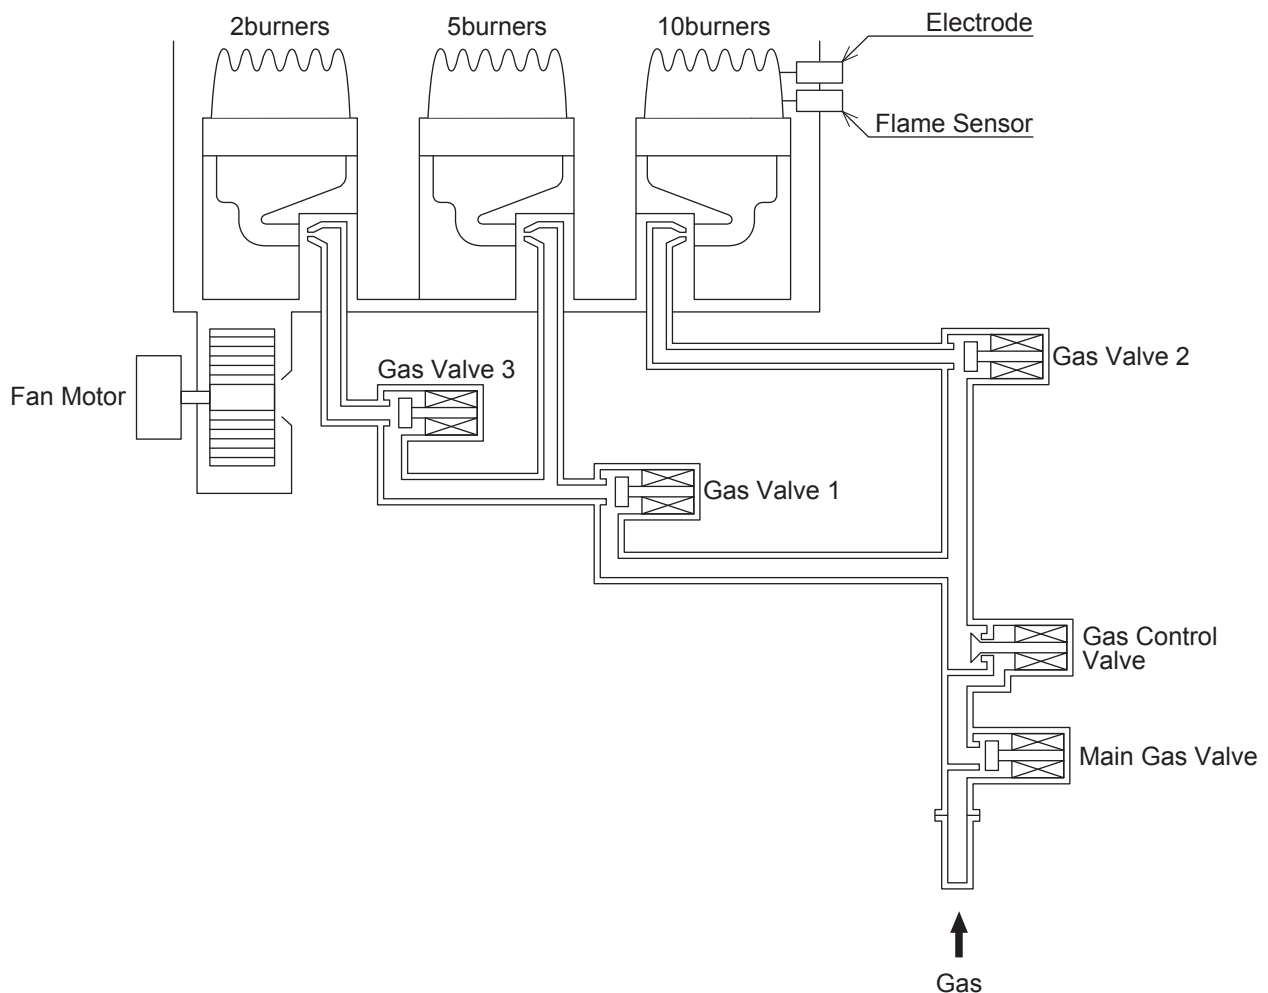 2burners
5burners
10burners
Electrode
Flame Sensor
Gas Valve 2
Gas Valve 3
Fan Motor
Gas Valve 1
Gas Control
Valve
Main Gas Valve
Gas